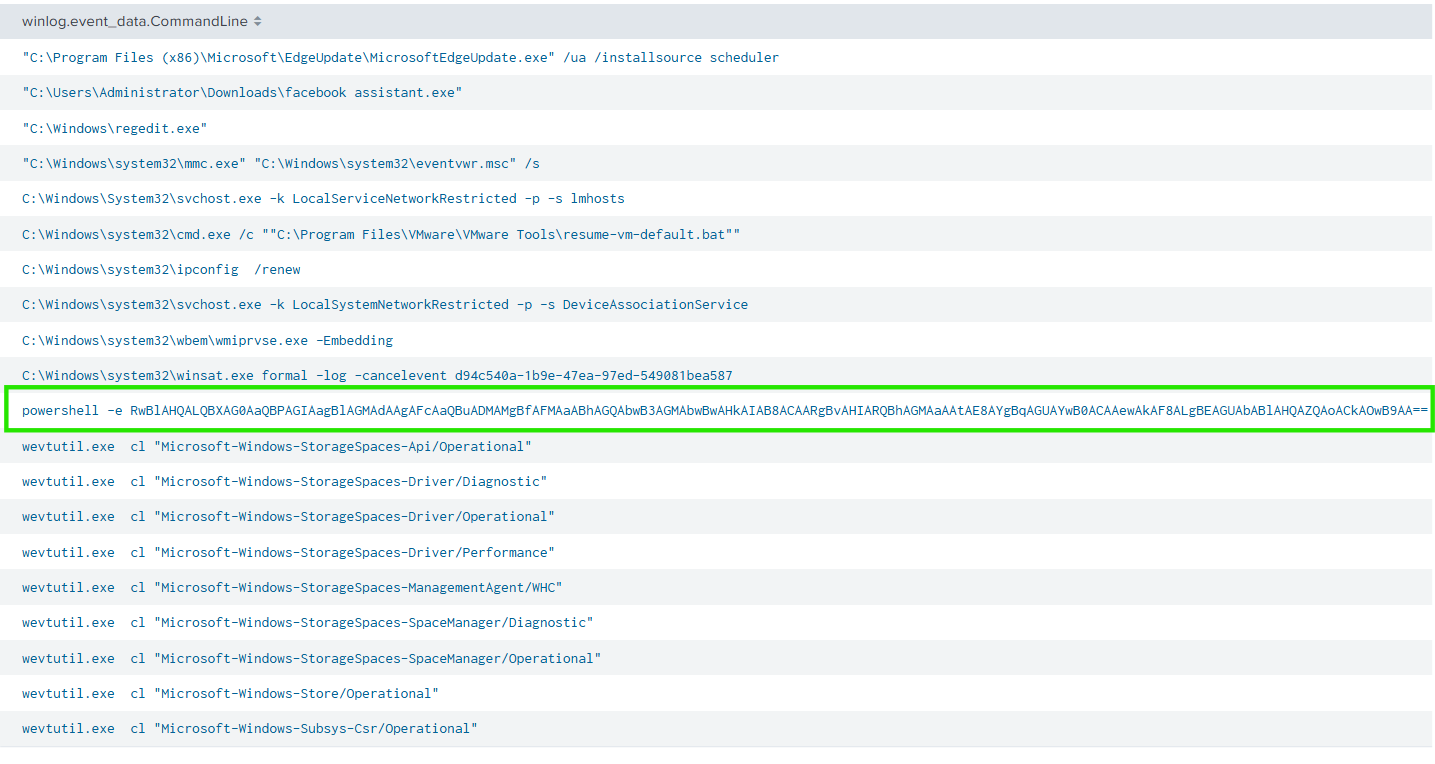 winlog.event_data.CommandLine
"C:\Program Files (x86)\Microsoft\EdgeUpdate\MicrosoftEdgeUpdate.exe" /ua /installsource scheduler
"C:\Users\Administrator\Downloads\facebook assistant.exe"
"C:\Windows\regedit.exe"
"C:\Windows\system32\mmc.exe" "C:\Windows\system32\eventvwr.msc" /s
C:\Windows\System32\svchost.exe -k LocalServiceNetworkRestricted -p -s lmhosts
C:\Windows\system32\cmd.exe /c ""C:\Program Files\VMware\VMware Tools\resume-vm-default.bat""
C:\Windows\system32\ipconfig  /renew
C:\Windows\system32\svchost.exe -k LocalSystemNetworkRestricted -p -s DeviceAssociationService
C:\Windows\system32\wbem\wmiprvse.exe -Embedding
C:\Windows\system32\winsat.exe formal -log -cancelevent d94c540a-1b9e-47ea-97ed-549081bea587
powershell -e RwBlAHQALQBXAG0AaQBPAGIAagBlAGMAdAAgAFcAaQBuADMAMgBfAFMAaABhAGQAbwB3AGMAbwBwAHkAIAB8ACAARgBvAHIARQBhAGMAaAAtAE8AYgBqAGUAYwB0ACAAewAkAF8ALgBEAGUAbABlAHQAZQAoACkAOwB9AA==
wevtutil.exe  cl "Microsoft-Windows-StorageSpaces-Api/Operational"
wevtutil.exe  cl "Microsoft-Windows-StorageSpaces-Driver/Diagnostic"
wevtutil.exe  cl "Microsoft-Windows-StorageSpaces-Driver/Operational"
wevtutil.exe  cl "Microsoft-Windows-StorageSpaces-Driver/Performance"
wevtutil.exe  cl "Microsoft-Windows-StorageSpaces-ManagementAgent/WHC"
wevtutil.exe  cl "Microsoft-Windows-StorageSpaces-SpaceManager/Diagnostic"
wevtutil.exe  cl "Microsoft-Windows-StorageSpaces-SpaceManager/Operational"
wevtutil.exe  cl "Microsoft-Windows-Store/Operational"
wevtutil.exe  cl "Microsoft-Windows-Subsys-Csr/Operational"